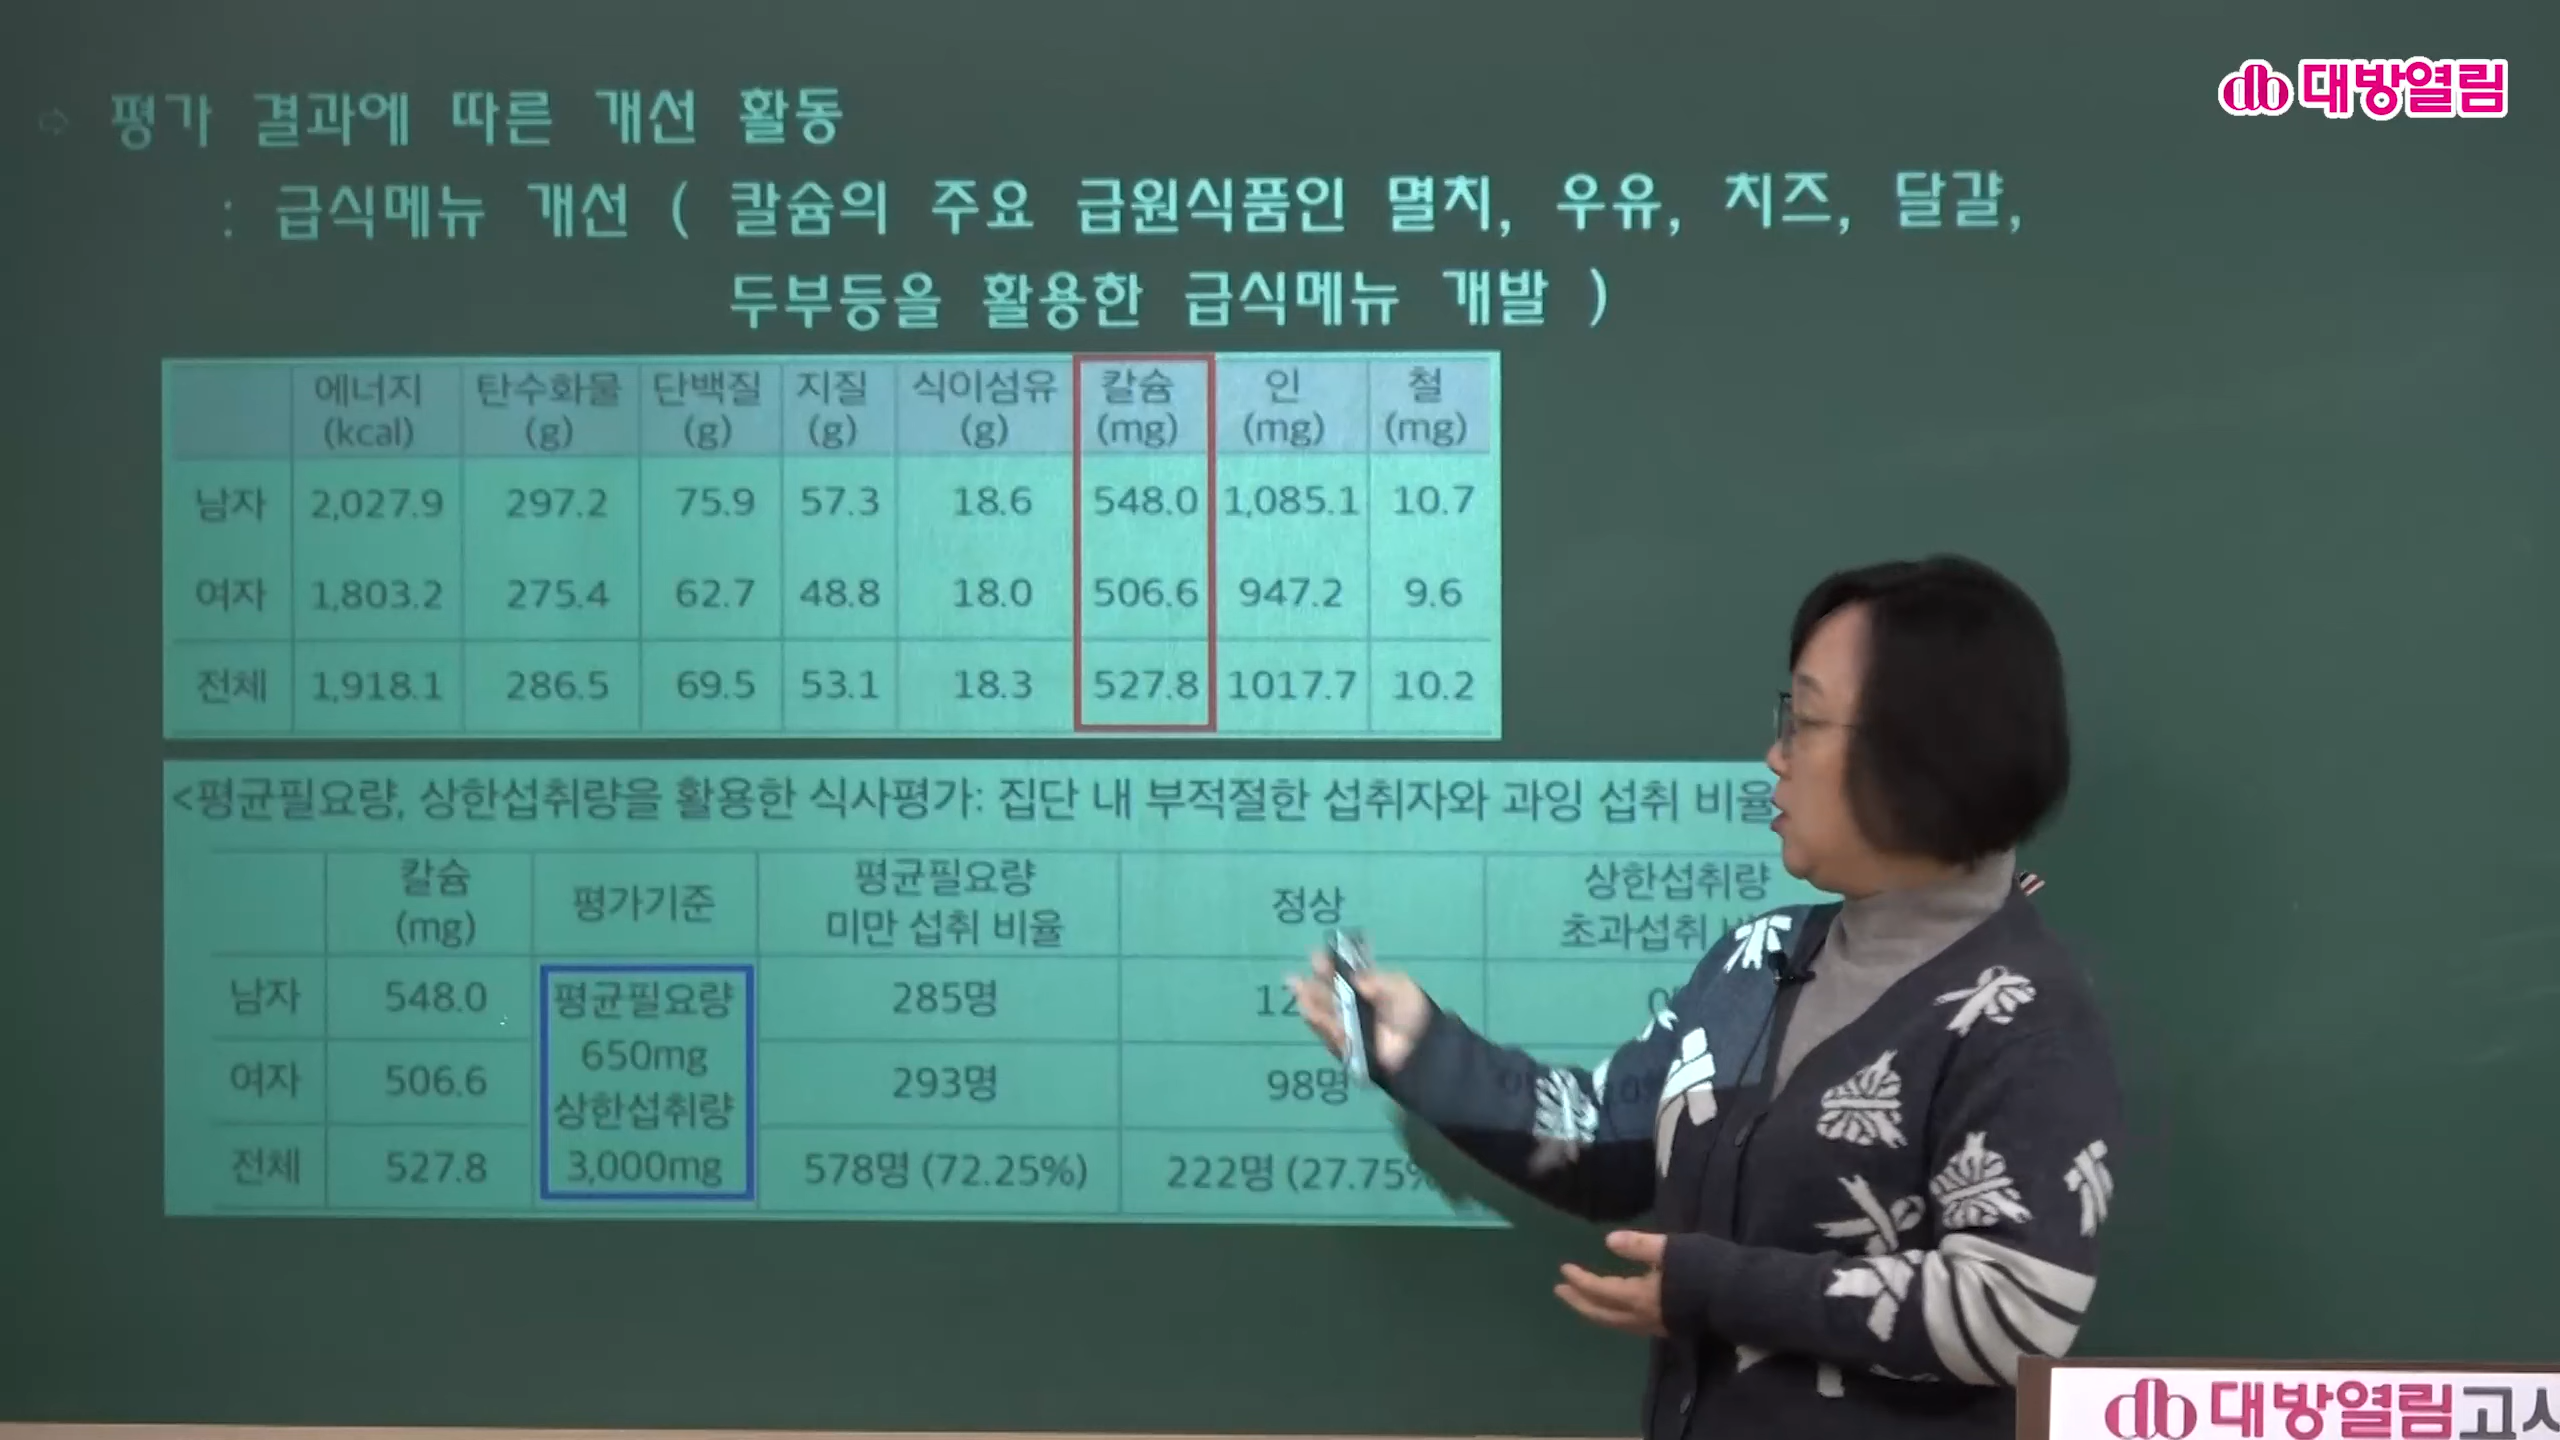 대방열림
⇨ 평가 결과에 따른 개선 활동
: 급식메뉴 개선 ( 칼슘의 주요 급원식품인 멸치, 우유, 치즈, 달걀,
두부등을 활용한 급식메뉴 개발 )
에너지 (kcal) 탄수화물 (g) 단백질 (g) 지질 (g) 식이섬유 (g) 칼슘 (mg) 인 (mg) 철 (mg)
남자 2,027.9 297.2 75.9 57.3 18.6 548.0 1,085.1 10.7
여자 1,803.2 275.4 62.7 48.8 18.0 506.6 947.2 9.6
전체 1,918.1 286.5 69.5 53.1 18.3 527.8 1017.7 10.2
<평균필요량, 상한섭취량을 활용한 식사평가: 집단 내 부적절한 섭취자와 과잉 섭취 비율
칼슘 (mg) 평가기준 평균필요량 미만 섭취 비율 정상 상한섭취량 초과섭취
남자 548.0 평균필요량 285명
650mg
여자 506.6 상한섭취량 293명 98명
전체 527.8 3,000mg 578명 (72.25%) 222명 (27.75%
대방열림고시